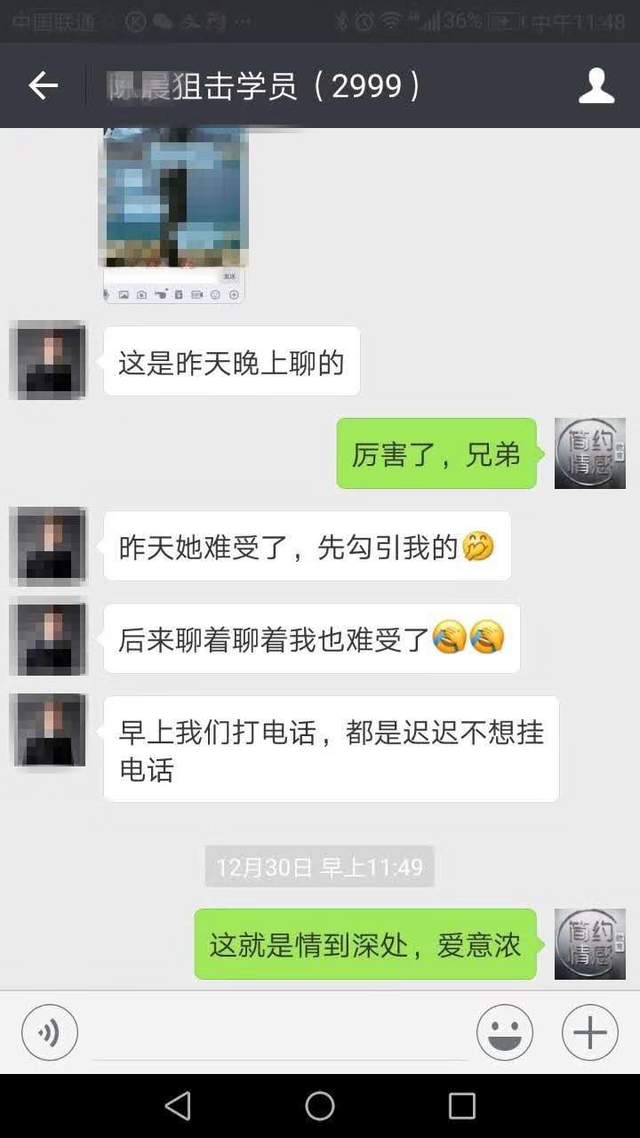 中国联通
36%
中午11:48
晨狙击学员（2999）
发送
这是昨天晚上聊的
厉害了，兄弟
简约
情感
昨天她难受了，先勾引我的🤭
后来聊着聊着我也难受了🤣🤣
早上我们打电话，都是迟迟不想挂
电话
12月30日 早上11:49
这就是情到深处，爱意浓
简约
情感